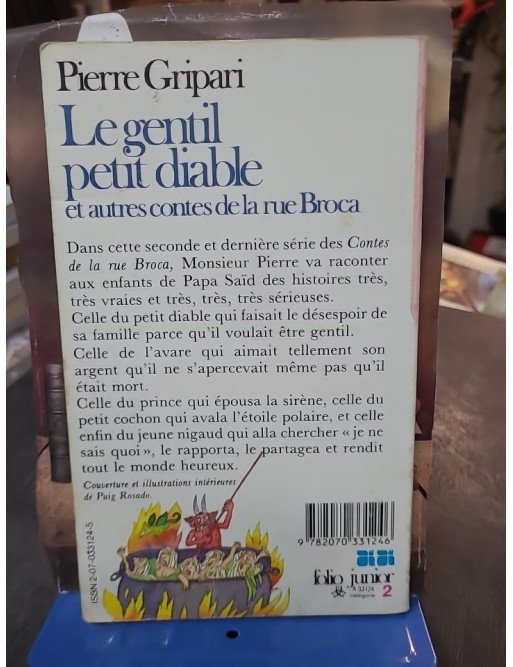 Pierre Gripari
Le gentil
petit diable
et autres contes de la rue Broca
Dans cette seconde et dernière série des Contes
de la rue Broca, Monsieur Pierre va raconter
aux enfants de Papa Saïd des histoires très,
très vraies et très, très, très sérieuses.
Celle du petit diable qui faisait le désespoir de
sa famille parce qu'il voulait être gentil.
Celle de l'avare qui aimait tellement son
argent qu'il ne s'apercevait même pas qu'il
était mort.
Celle du prince qui épousa la sirène, celle du
petit cochon qui avala l'étoile polaire, et celle
enfin du jeune nigaud qui alla chercher « je ne
sais quoi », le rapporta, le partagea et rendit
tout le monde heureux.
Couverture et illustrations intérieures
de Puig Rosado.
ISBN 2-07-033124-5
9 782070 331246
folio junior
A 33124
catégorie 2